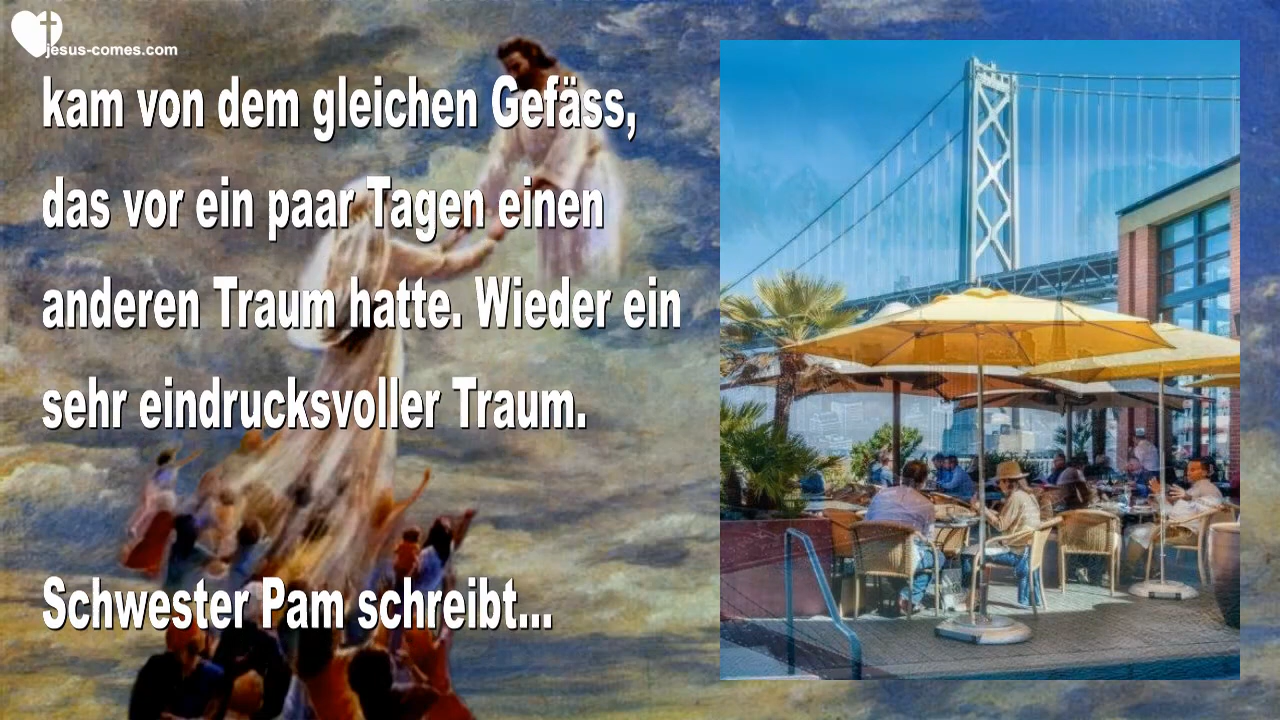 jesus-comes.com
kam von dem gleichen Gefäss,
das vor ein paar Tagen einen
anderen Traum hatte. Wieder ein
sehr eindrucksvoller Traum.
Schwester Pam schreibt...